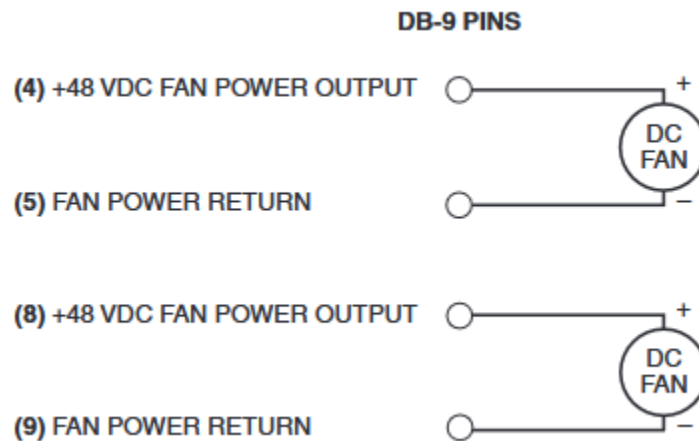 DB-9 PINS
(4) +48 VDC FAN POWER OUTPUT
+
DC
FAN
(5) FAN POWER RETURN
–
(8) +48 VDC FAN POWER OUTPUT
+
DC
FAN
(9) FAN POWER RETURN
–